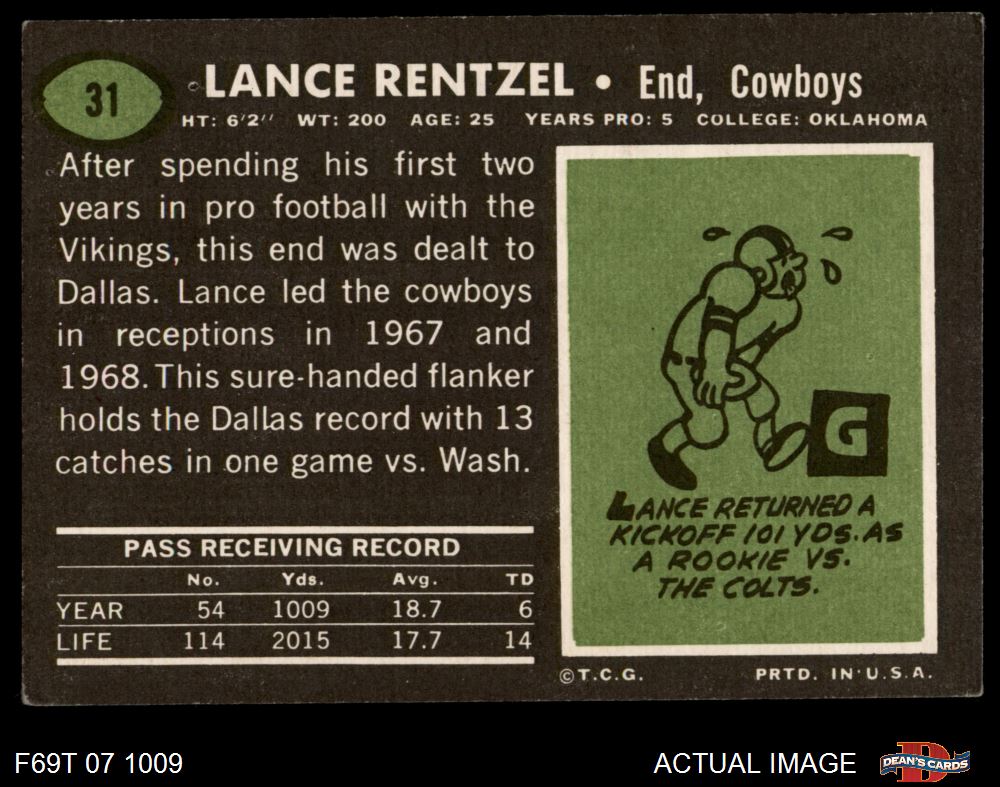 31
LANCE RENTZEL • End, Cowboys
HT: 6'2'' WT: 200 AGE: 25 YEARS PRO: 5 COLLEGE: OKLAHOMA
After spending his first two
years in pro football with the
Vikings, this end was dealt to
Dallas. Lance led the cowboys
in receptions in 1967 and
1968. This sure-handed flanker
holds the Dallas record with 13
catches in one game vs. Wash.
PASS RECEIVING RECORD
No. Yds. Avg. TD
YEAR 54 1009 18.7 6
LIFE 114 2015 17.7 14
G
LANCE RETURNED A
KICKOFF 101 YDS. AS
A ROOKIE VS.
THE COLTS.
©T.C.G. PRTD. IN U.S.A.
F69T 07 1009
ACTUAL IMAGE
D
DEAN'S CARDS